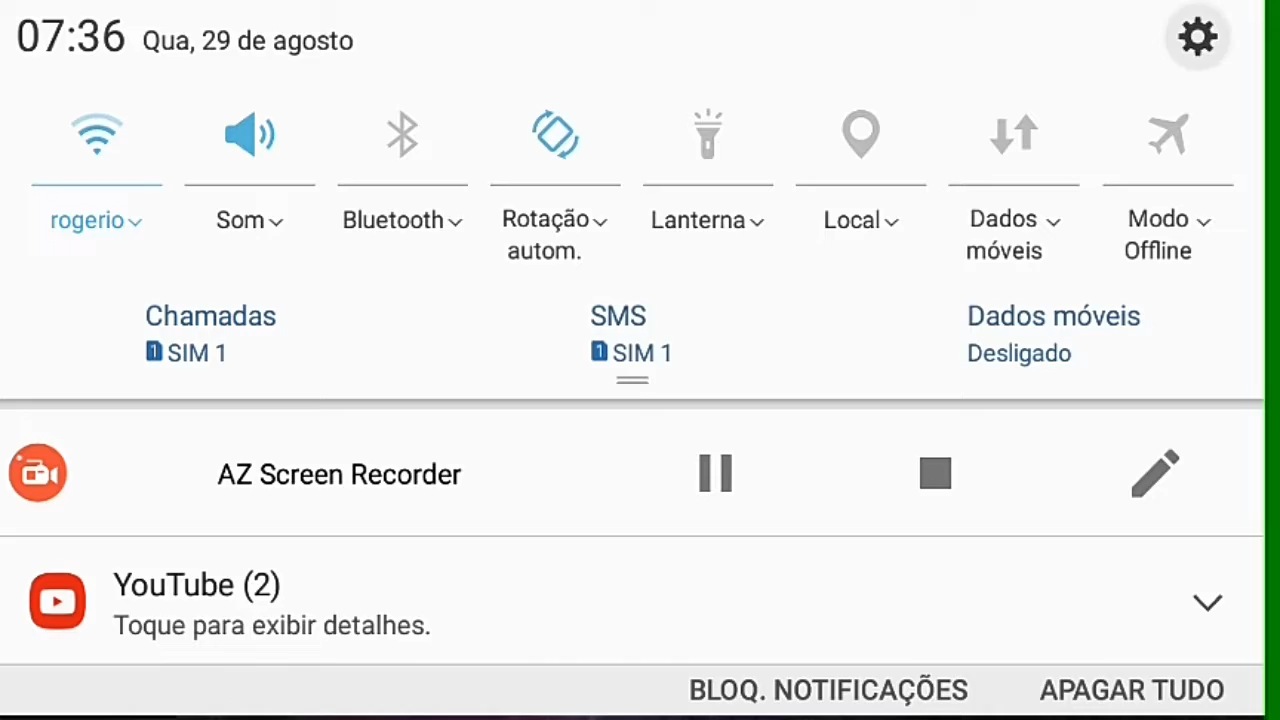 07:36 Qua, 29 de agosto
rogerio Som Bluetooth Rotação autom. Lanterna Local Dados móveis Modo Offline
Chamadas SMS Dados móveis
1 SIM 1 1 SIM 1 Desligado
AZ Screen Recorder
YouTube (2)
Toque para exibir detalhes.
BLOQ. NOTIFICAÇÕES APAGAR TUDO